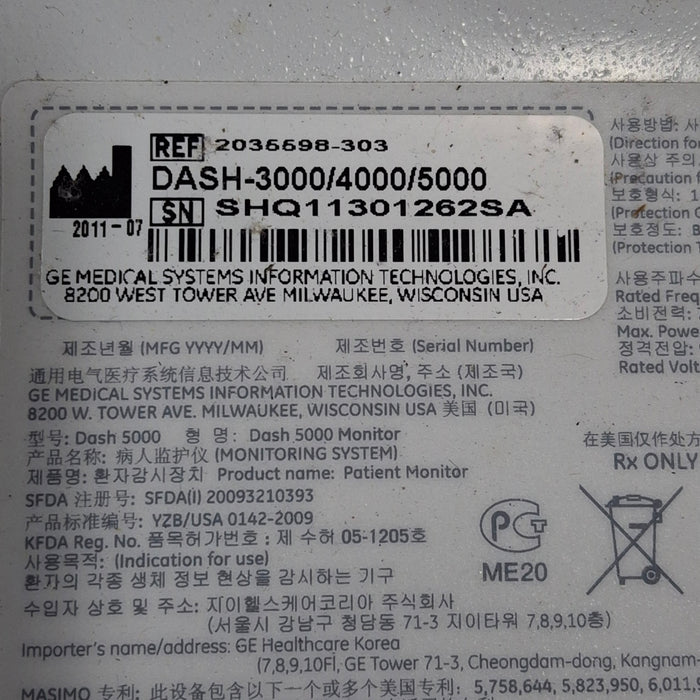 REF 2035598-303
DASH-3000/4000/5000
SN SHQ11301262SA
2011-07
GE MEDICAL SYSTEMS INFORMATION TECHNOLOGIES, INC.
8200 WEST TOWER AVE MILWAUKEE, WISCONSIN USA
제조년월 (MFG YYYY/MM) 제조번호 (Serial Number)
通用电气医疗系统信息技术公司 제조회사명, 주소 (제조국)
GE MEDICAL SYSTEMS INFORMATION TECHNOLOGIES, INC.
8200 W. TOWER AVE. MILWAUKEE, WISCONSIN USA 美国 (미국)
型号: Dash 5000 형 명: Dash 5000 Monitor
产品名称: 病人监护仪 (MONITORING SYSTEM)
제품명: 환자감시장치 Product name: Patient Monitor
SFDA 注册号: SFDA(I) 20093210393
产品标准编号: YZB/USA 0142-2009
KFDA Reg. No. 품목허가번호: 제 수허 05-1205호
사용목적: (Indication for use)
환자의 각종 생체 정보 현상을 감시하는 기구
수입자 상호 및 주소: 지이헬스케어코리아 주식회사
(서울시 강남구 청담동 71-3 지이타워 7,8,9,10층)
Importer's name/address: GE Healthcare Korea
(7,8,9,10Fl, GE Tower 71-3, Cheongdam-dong, Kangnam-
MASIMO 专利: 此设备包含以下一个或多个美国专利: 5,758,644, 5,823,950, 6,011,
사용방법: 사
(Direction for
사용상 주의
(Precaution f
보호형식: 1
(Protection
보호정도: B
(Protection T
사용주파수
Rated Freq
소비전력: 7
Max. Power
정격전압:
Rated Volt
在美国仅作处方
Rx ONLY
PCT
ME20